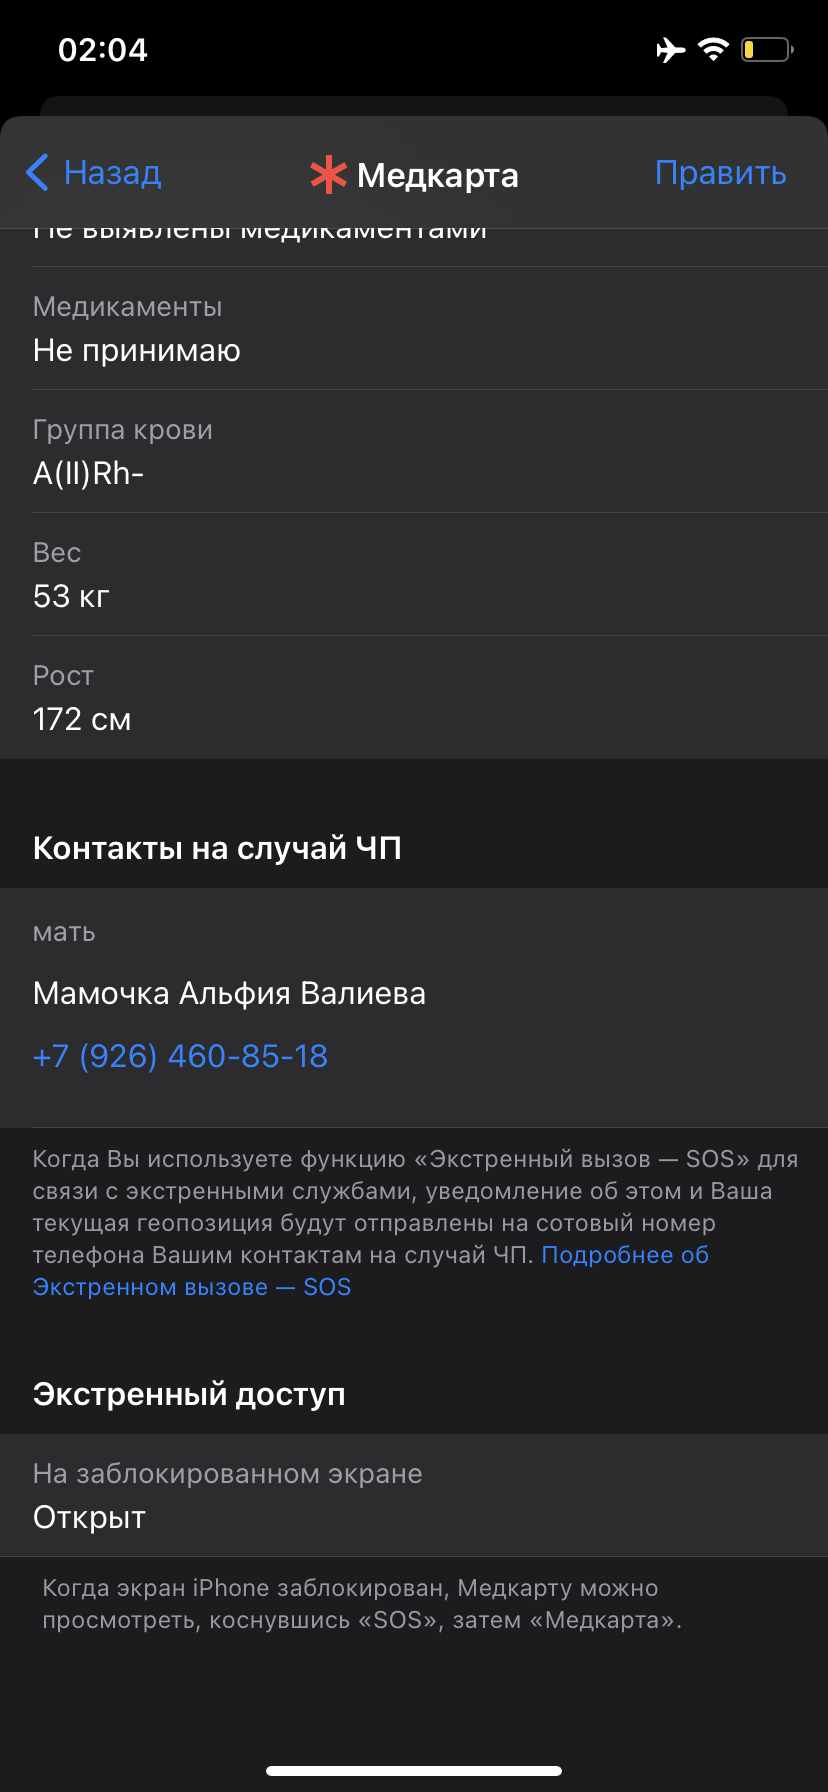 02:04
Назад
Медкарта
Править
Не выявлены медикаментами
Медикаменты
Не принимаю
Группа крови
A(II)Rh-
Вес
53 кг
Рост
172 см
Контакты на случай ЧП
мать
Мамочка Альфия Валиева
+7 (926) 460-85-18
Когда Вы используете функцию «Экстренный вызов — SOS» для
связи с экстренными службами, уведомление об этом и Ваша
текущая геопозиция будут отправлены на сотовый номер
телефона Вашим контактам на случай ЧП. Подробнее об
Экстренном вызове — SOS
Экстренный доступ
На заблокированном экране
Открыт
Когда экран iPhone заблокирован, Медкарту можно
просмотреть, коснувшись «SOS», затем «Медкарта».